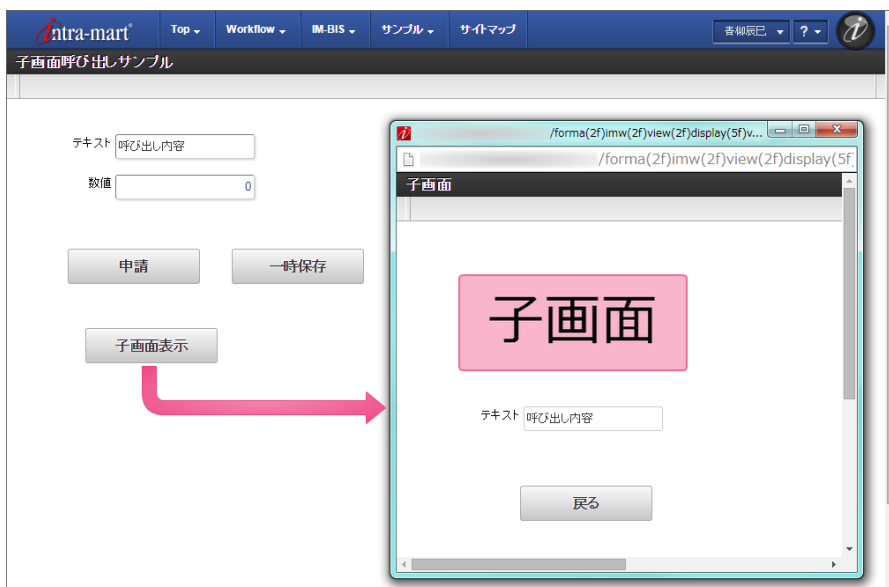 intra-mart
Top
Workflow
IM-BIS
サンプル
サイトマップ
青柳辰巳
?
子画面呼び出しサンプル
テキスト 呼び出し内容
数値 0
申請
一時保存
子画面表示
/forma(2f)imw(2f)view(2f)display(5f)v...
/forma(2f)imw(2f)view(2f)display(5f
子画面
子画面
テキスト 呼び出し内容
戻る